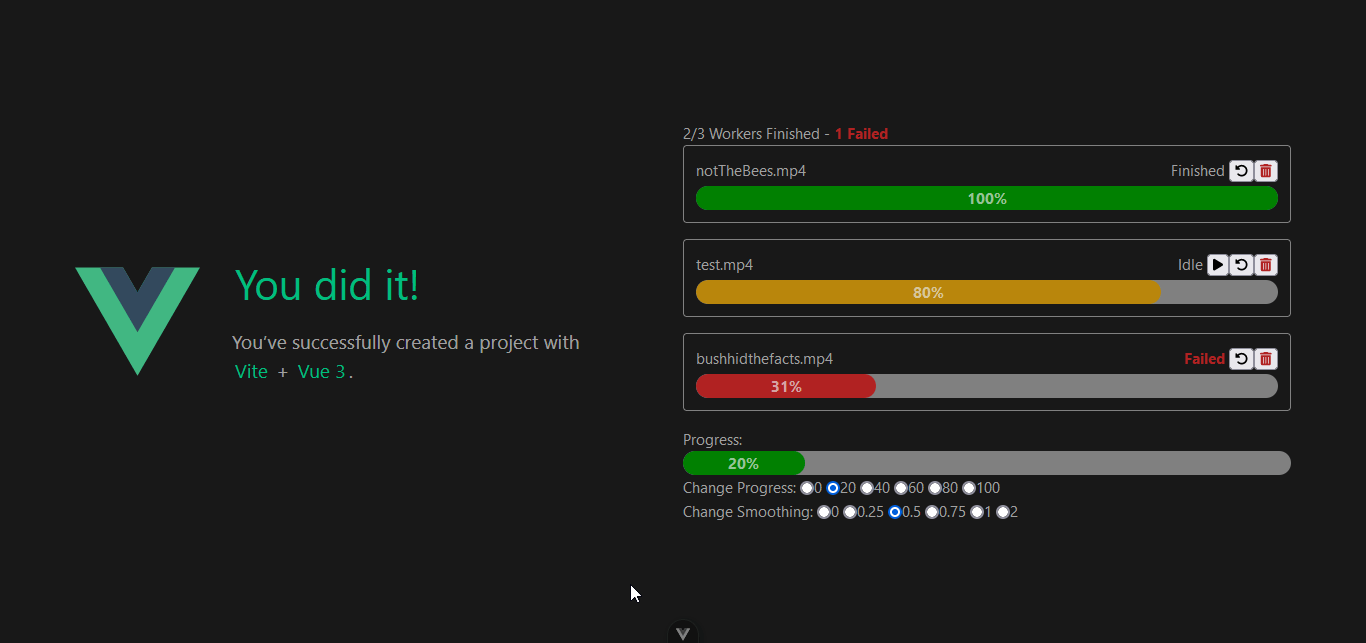 You did it!
You've successfully created a project with
Vite + Vue 3.
2/3 Workers Finished - 1 Failed
notTheBees.mp4 Finished
100%
test.mp4 Idle
80%
bushhidthefacts.mp4 Failed
31%
Progress:
20%
Change Progress: 0 20 40 60 80 100
Change Smoothing: 0 0.25 0.5 0.75 1 2